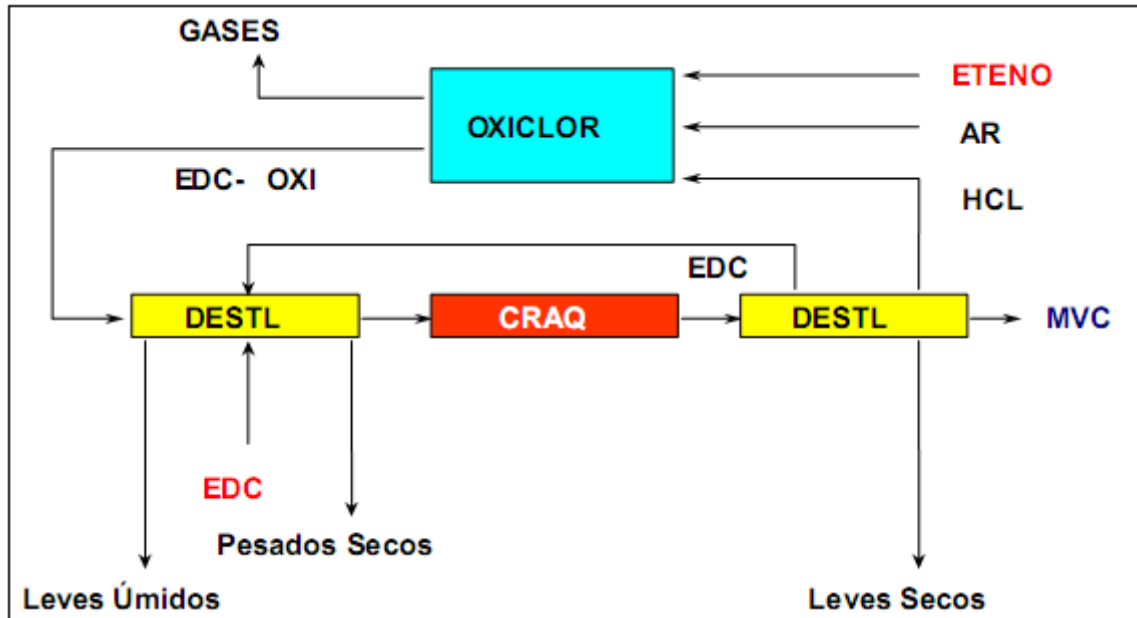 GASES
ETENO
OXICLOR
AR
EDC- OXI
HCL
EDC
DESTL
CRAQ
DESTL
MVC
EDC
Pesados Secos
Leves Úmidos
Leves Secos